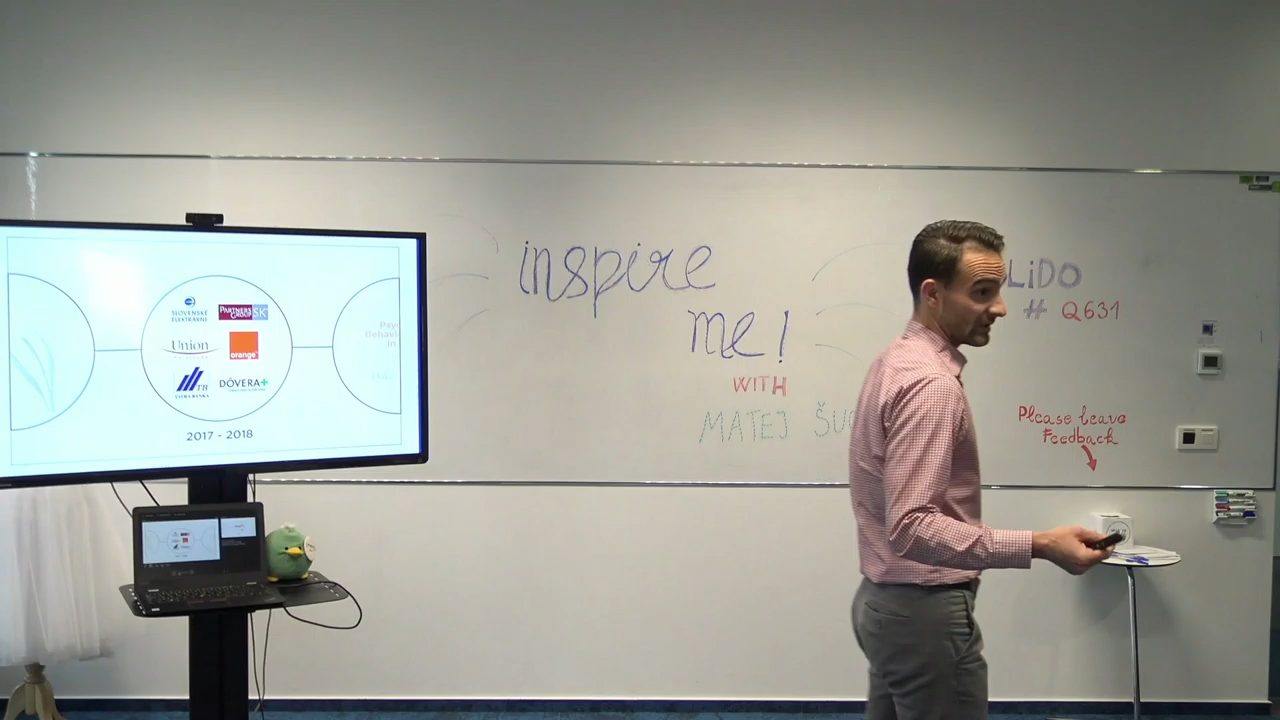 SLOVENSKÉ
ELEKTRÁRNE
PARTNERS
GROUP SK
Union
orange
TB
TATRA BANKA
DÔVERA+
2017 - 2018
inspire
me!
WITH
MATEJ ŠUC
LiDO
# Q631
Please leave
Feedback